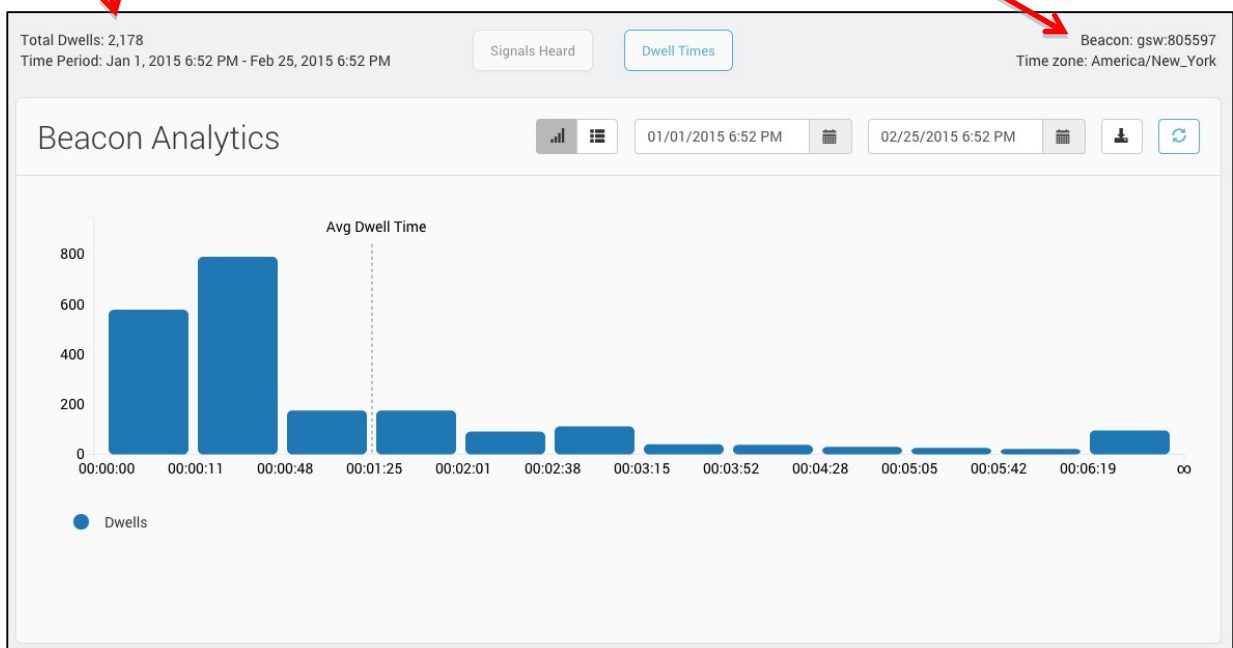 Total Dwells: 2,178
Time Period: Jan 1, 2015 6:52 PM - Feb 25, 2015 6:52 PM
Signals Heard
Dwell Times
Beacon: gsw:805597
Time zone: America/New_York
Beacon Analytics
01/01/2015 6:52 PM
02/25/2015 6:52 PM
Avg Dwell Time
800
600
400
200
0
00:00:00 00:00:11 00:00:48 00:01:25 00:02:01 00:02:38 00:03:15 00:03:52 00:04:28 00:05:05 00:05:42 00:06:19 ∞
Dwells